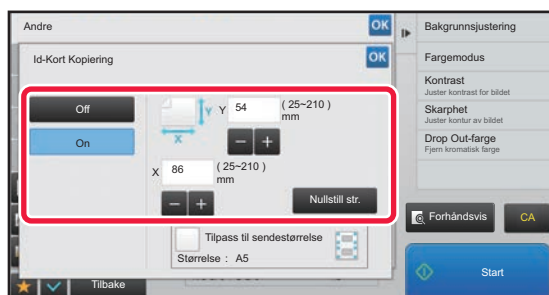 Andre
OK
Id-Kort Kopiering
OK
Off
On
Y
X
Y 54 ( 25~210 )
mm
X 86 ( 25~210 )
mm
Nullstill str.
Tilpass til sendestørrelse
Størrelse : A5
Tilbake
Bakgrunnsjustering
Fargemodus
Kontrast
Juster kontrast for bildet
Skarphet
Juster kontur av bildet
Drop Out-farge
Fjern kromatisk farge
Forhåndsvis
CA
Start